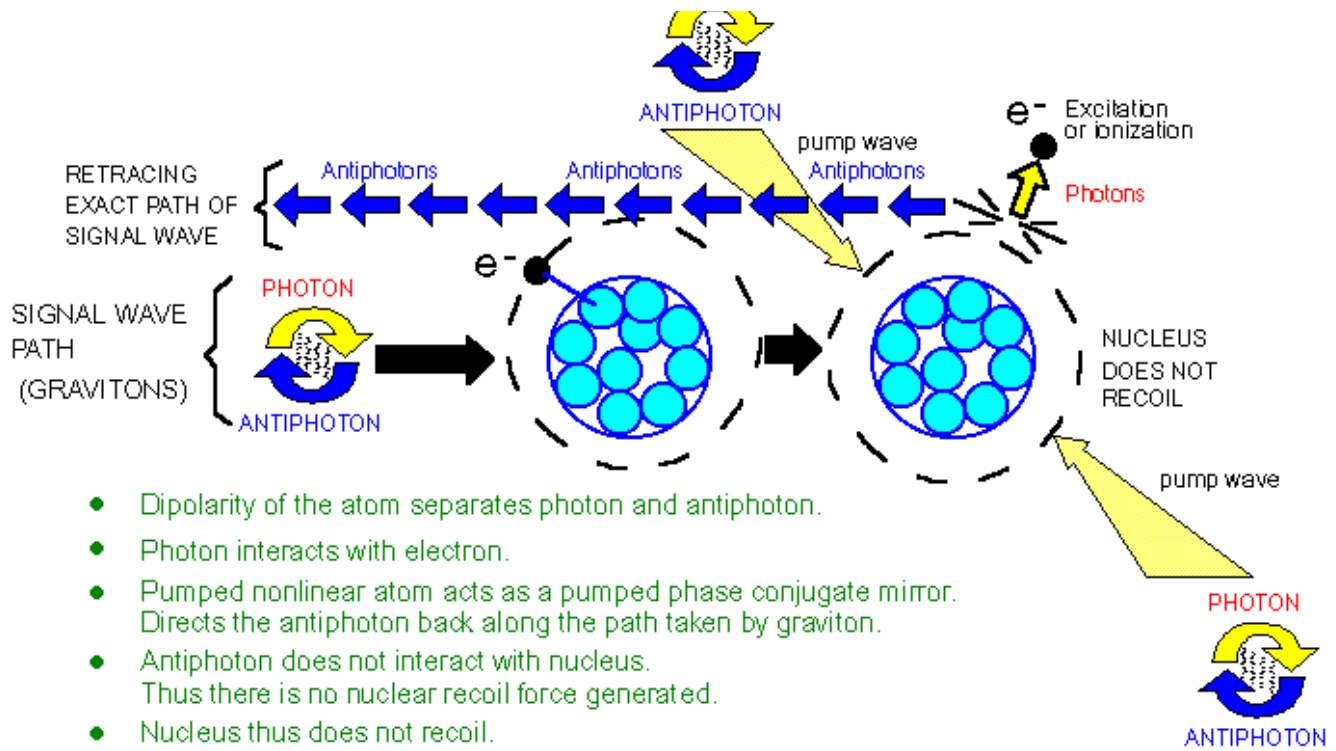 ANTIPHOTON
pump wave
e- Excitation
or ionization
RETRACING
EXACT PATH OF
SIGNAL WAVE
Antiphotons
Antiphotons
Antiphotons
Photons
e-
SIGNAL WAVE
PATH
(GRAVITONS)
PHOTON
ANTIPHOTON
NUCLEUS
DOES NOT
RECOIL
pump wave
PHOTON
ANTIPHOTON
● Dipolarity of the atom separates photon and antiphoton.
● Photon interacts with electron.
● Pumped nonlinear atom acts as a pumped phase conjugate mirror.
Directs the antiphoton back along the path taken by graviton.
● Antiphoton does not interact with nucleus.
Thus there is no nuclear recoil force generated.
● Nucleus thus does not recoil.